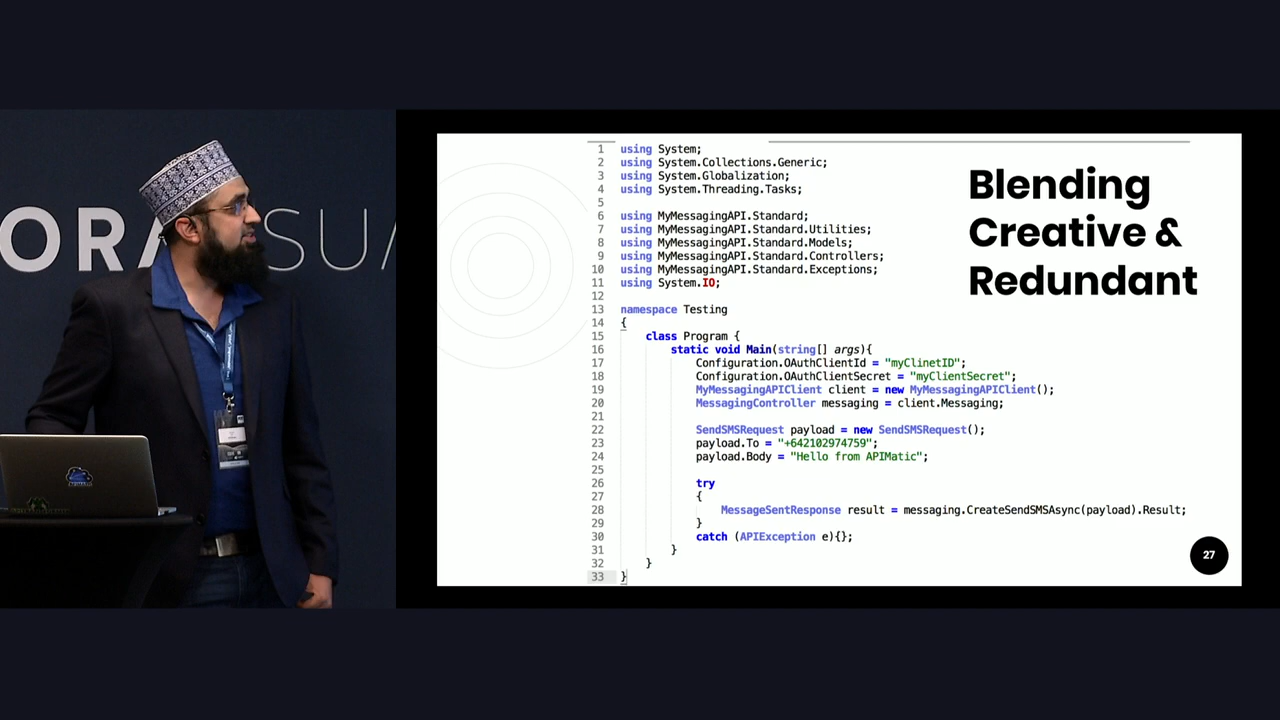 ORA SUM
Blending
Creative &
Redundant
1 using System;
2 using System.Collections.Generic;
3 using System.Globalization;
4 using System.Threading.Tasks;
5
6 using MyMessagingAPI.Standard;
7 using MyMessagingAPI.Standard.Utilities;
8 using MyMessagingAPI.Standard.Models;
9 using MyMessagingAPI.Standard.Controllers;
10 using MyMessagingAPI.Standard.Exceptions;
11 using System.IO;
12
13 namespace Testing
14 {
15 class Program {
16 static void Main(string[] args){
17 Configuration.OAuthClientId = "myClinetID";
18 Configuration.OAuthClientSecret = "myClientSecret";
19 MyMessagingAPIClient client = new MyMessagingAPIClient();
20 MessagingController messaging = client.Messaging;
21
22 SendSMSRequest payload = new SendSMSRequest();
23 payload.To = "+642102974759";
24 payload.Body = "Hello from APIMatic";
25
26 try
27 {
28 MessageSentResponse result = messaging.CreateSendSMSAsync(payload).Result;
29 }
30 catch (APIException e){};
31 }
32 }
33 }
27